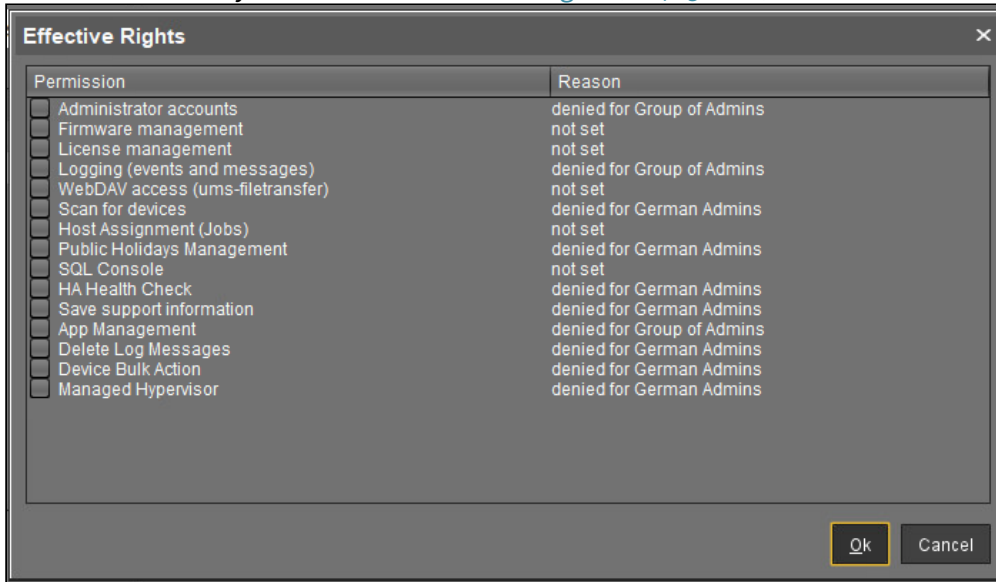 Effective Rights
Permission Reason
Administrator accounts denied for Group of Admins
Firmware management not set
License management not set
Logging (events and messages) denied for Group of Admins
WebDAV access (ums-filetransfer) not set
Scan for devices denied for German Admins
Host Assignment (Jobs) not set
Public Holidays Management denied for German Admins
SQL Console not set
HA Health Check denied for German Admins
Save support information denied for German Admins
App Management denied for Group of Admins
Delete Log Messages denied for German Admins
Device Bulk Action denied for German Admins
Managed Hypervisor denied for German Admins
Ok Cancel